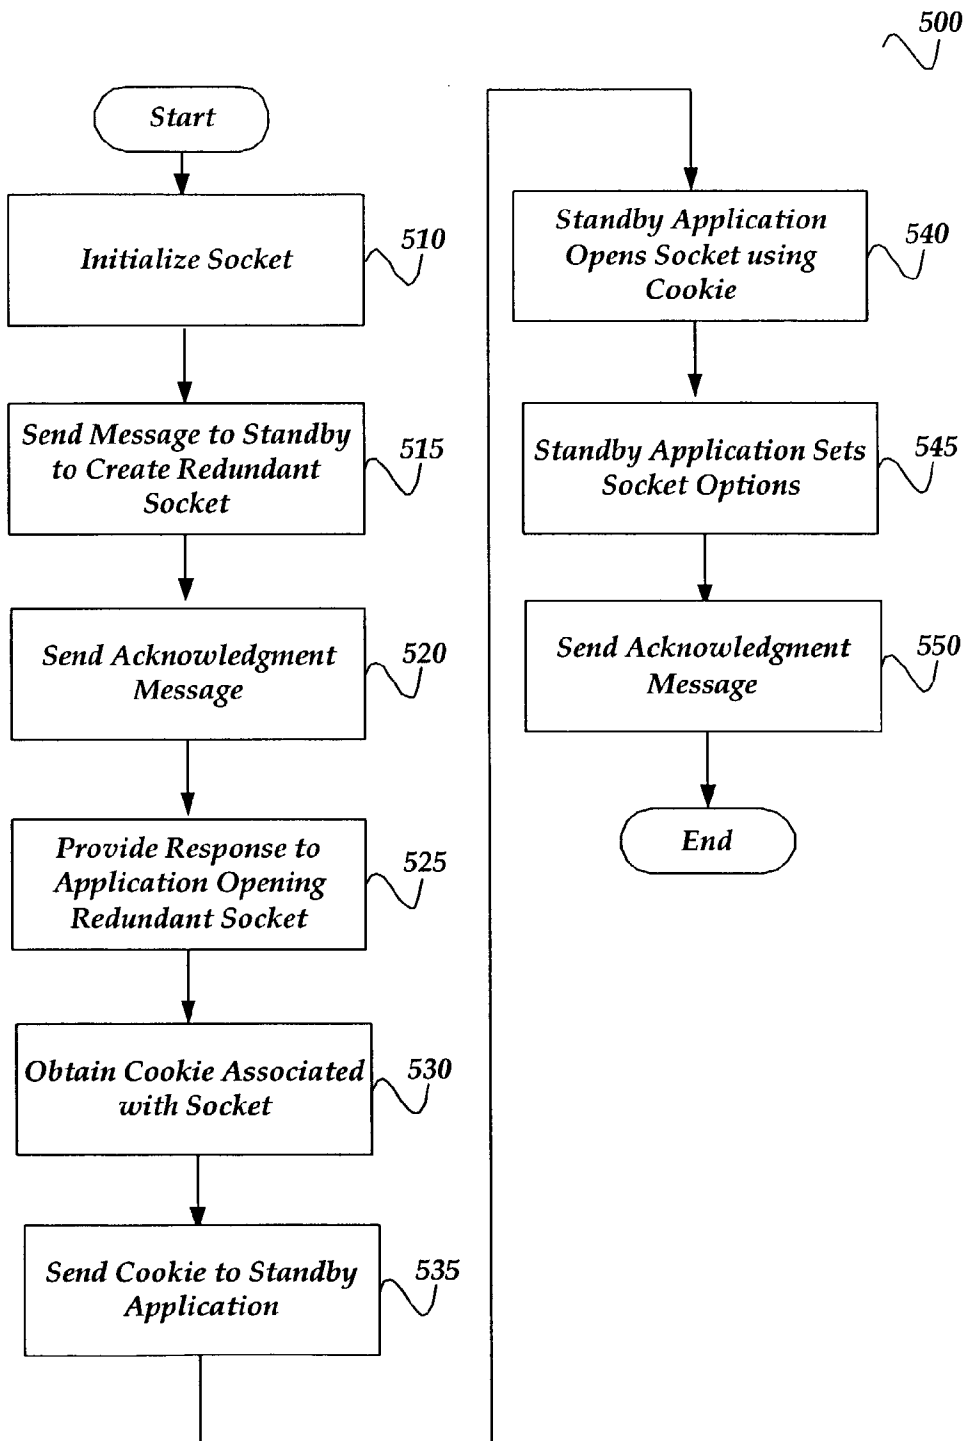 500
Start
Initialize Socket
510
Send Message to Standby
to Create Redundant
Socket
515
Send Acknowledgment
Message
520
Provide Response to
Application Opening
Redundant Socket
525
Obtain Cookie Associated
with Socket
530
Send Cookie to Standby
Application
535
Standby Application
Opens Socket using
Cookie
540
Standby Application Sets
Socket Options
545
Send Acknowledgment
Message
550
End